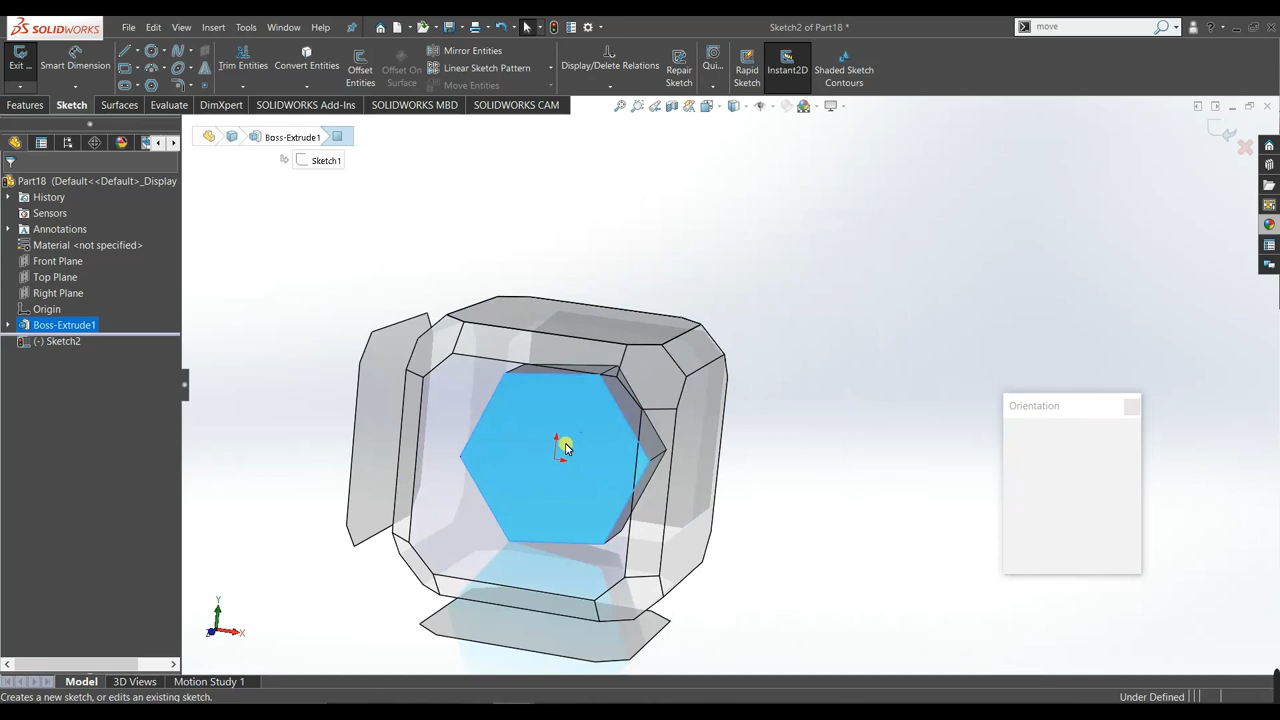 SOLIDWORKS
File
Edit
View
Insert
Tools
Window
Help
Sketch2 of Part18 *
move
Exit ...
Smart Dimension
Trim Entities
Convert Entities
Offset Entities
Offset On Surface
Mirror Entities
Linear Sketch Pattern
Move Entities
Display/Delete Relations
Repair Sketch
Qui...
Rapid Sketch
Instant2D
Shaded Sketch Contours
Features
Sketch
Surfaces
Evaluate
DimXpert
SOLIDWORKS Add-Ins
SOLIDWORKS MBD
SOLIDWORKS CAM
Boss-Extrude1
Sketch1
Part18 (Default<<Default>_Display
History
Sensors
Annotations
Material <not specified>
Front Plane
Top Plane
Right Plane
Origin
Boss-Extrude1
(-) Sketch2
Orientation
Y
X
Z
Model
3D Views
Motion Study 1
Creates a new sketch, or edits an existing sketch.
Under Defined